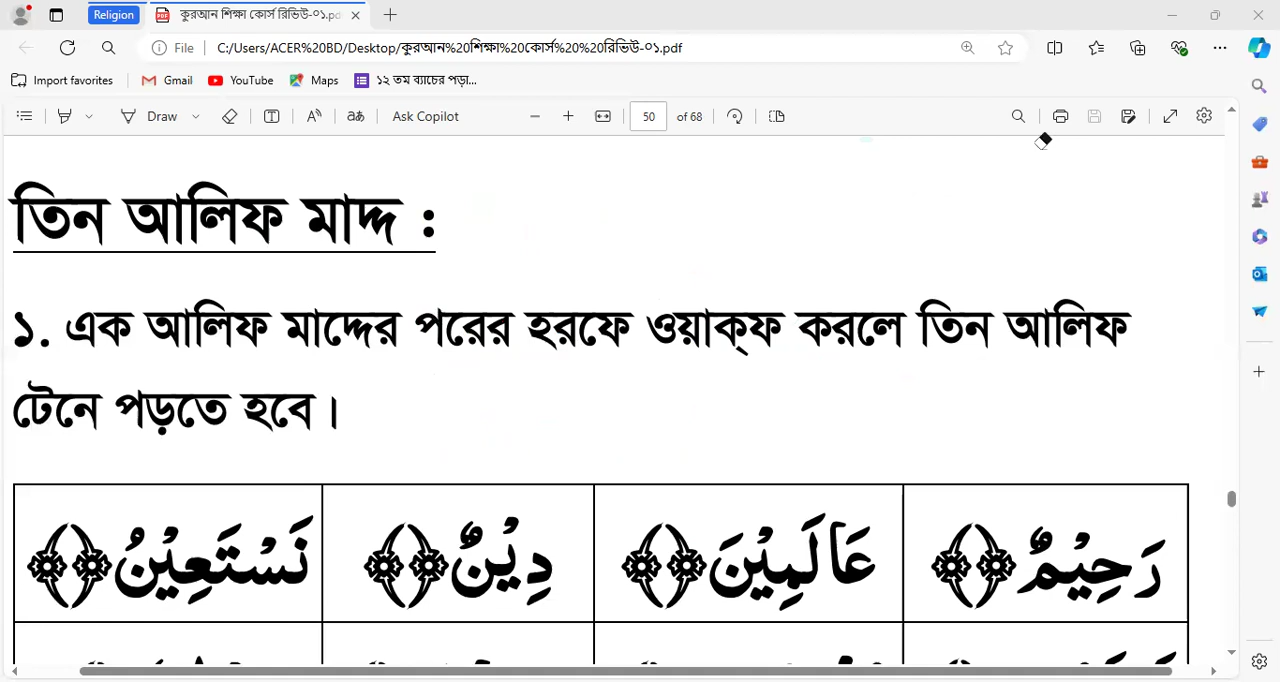 Religion
কুরআন শিক্ষা কোর্স রিভিউ-০১.pd
File
C:/Users/ACER%20BD/Desktop/কুরআন%20শিক্ষা%20কোর্স%20%20রিভিউ-০১.pdf
Import favorites
Gmail
YouTube
Maps
১২ তম ব্যাচের পড়া...
Draw
Ask Copilot
50 of 68
তিন আলিফ মাদ্দ :
১. এক আলিফ মাদ্দের পরের হরফে ওয়াক্‌ফ করলে তিন আলিফ
টেনে পড়তে হবে।
رَحِيْمٌ عَالَمِيْنَ دِيْنٌ نَسْتَعِيْنُ